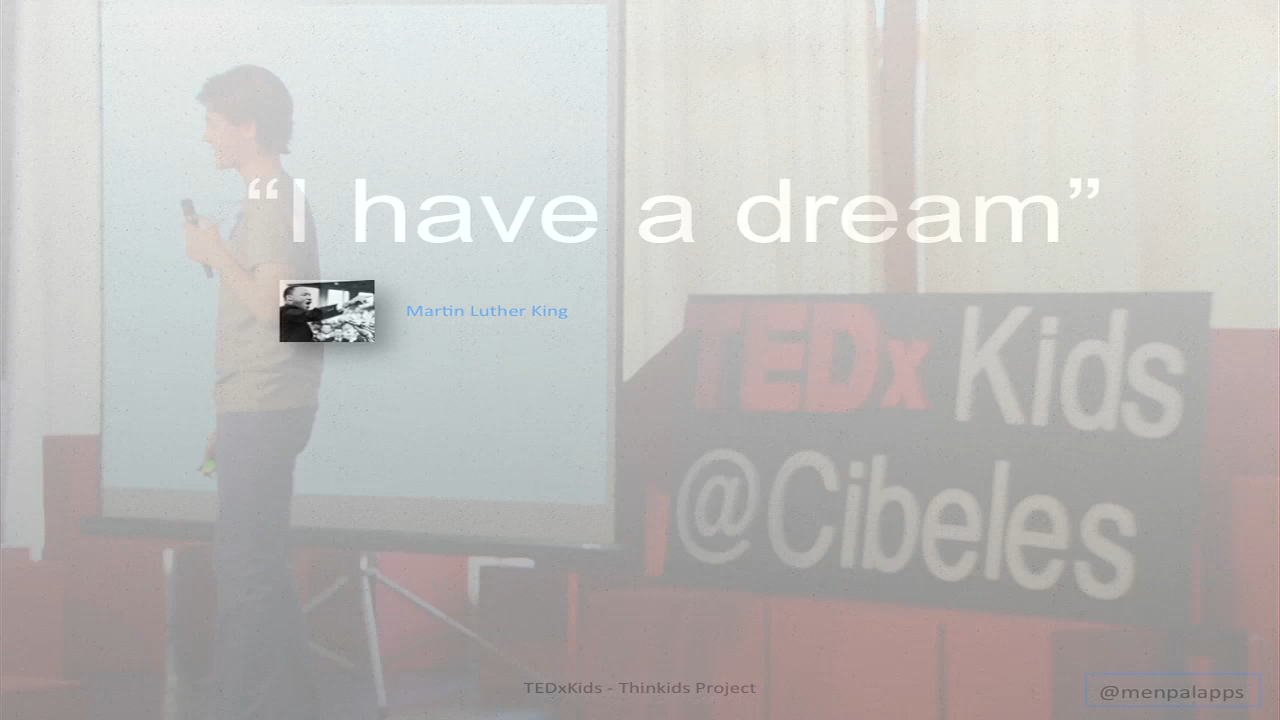 “I have a dream”
Martin Luther King
TEDx Kids
@Cibeles
TEDxKids - Thinkids Project
@menpalapps